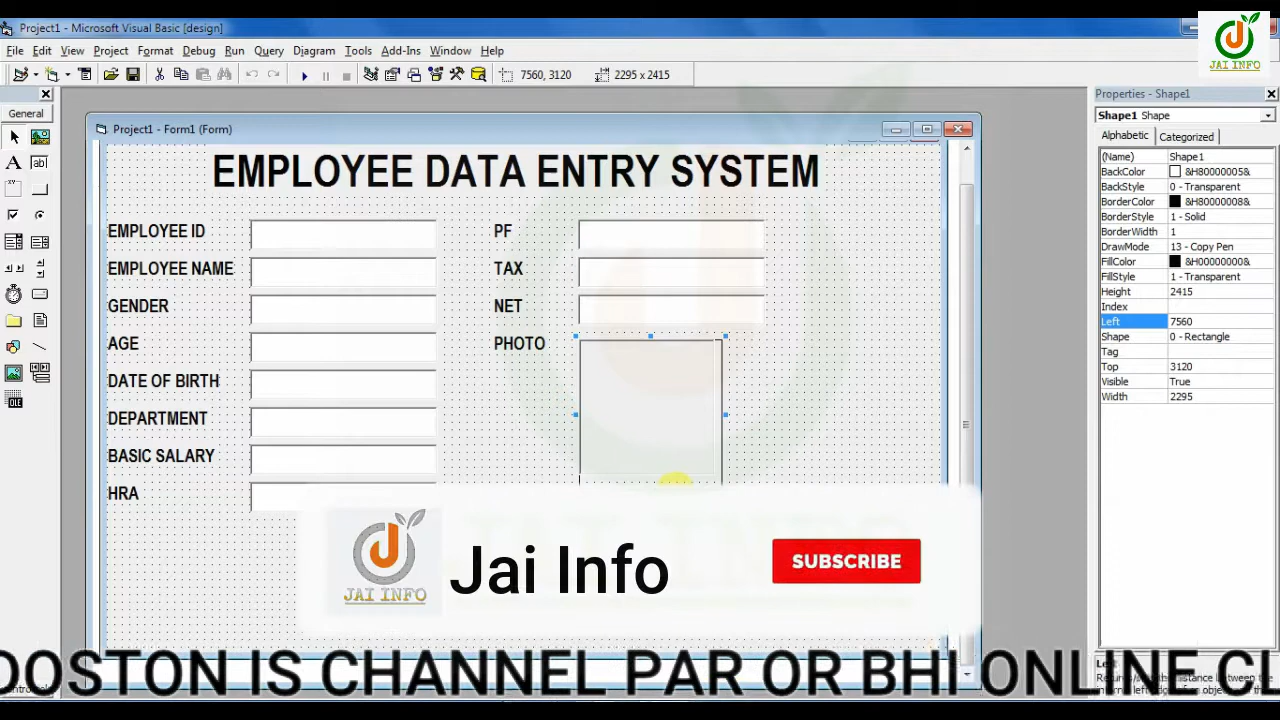 Project1 - Microsoft Visual Basic [design]
JAI INFO
File Edit View Project Format Debug Run Query Diagram Tools Add-Ins Window Help
7560, 3120 2295 x 2415
General
Project1 - Form1 (Form)
EMPLOYEE DATA ENTRY SYSTEM
EMPLOYEE ID
EMPLOYEE NAME
GENDER
AGE
DATE OF BIRTH
DEPARTMENT
BASIC SALARY
HRA
PF
TAX
NET
PHOTO
Properties - Shape1
Shape1 Shape
Alphabetic Categorized
(Name) Shape1
BackColor &H80000005&
BackStyle 0 - Transparent
BorderColor &H80000008&
BorderStyle 1 - Solid
BorderWidth 1
DrawMode 13 - Copy Pen
FillColor &H00000000&
FillStyle 1 - Transparent
Height 2415
Index
Left 7560
Shape 0 - Rectangle
Tag
Top 3120
Visible True
Width 2295
JAI INFO
Jai Info
SUBSCRIBE
DOSTON IS CHANNEL PAR OR BHI ONLINE CL